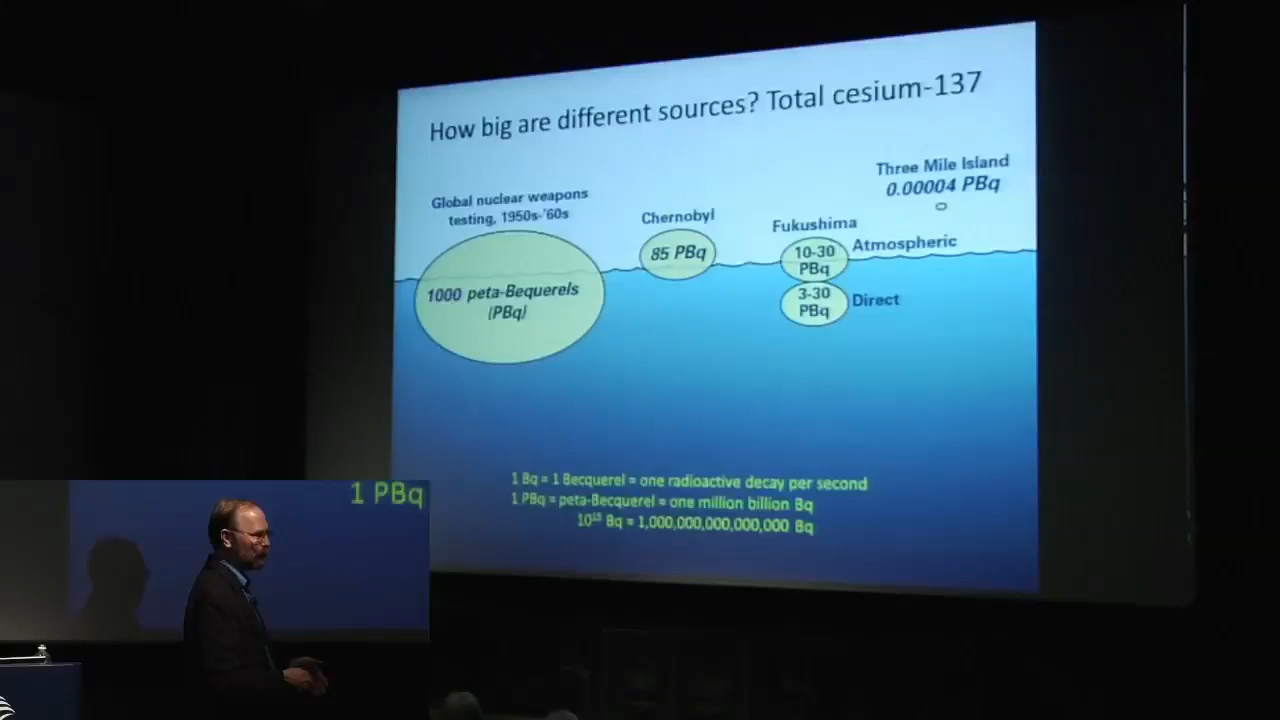 How big are different sources? Total cesium-137
Three Mile Island
0.00004 PBq
Global nuclear weapons
testing, 1950s-'60s
Chernobyl
Fukushima
85 PBq
10-30
PBq
Atmospheric
1000 peta-Bequerels
(PBq)
3-30
PBq
Direct
1 Bq = 1 Becquerel = one radioactive decay per second
1 PBq = peta-Becquerel = one million billion Bq
10¹⁵ Bq = 1,000,000,000,000,000 Bq
1 PBq